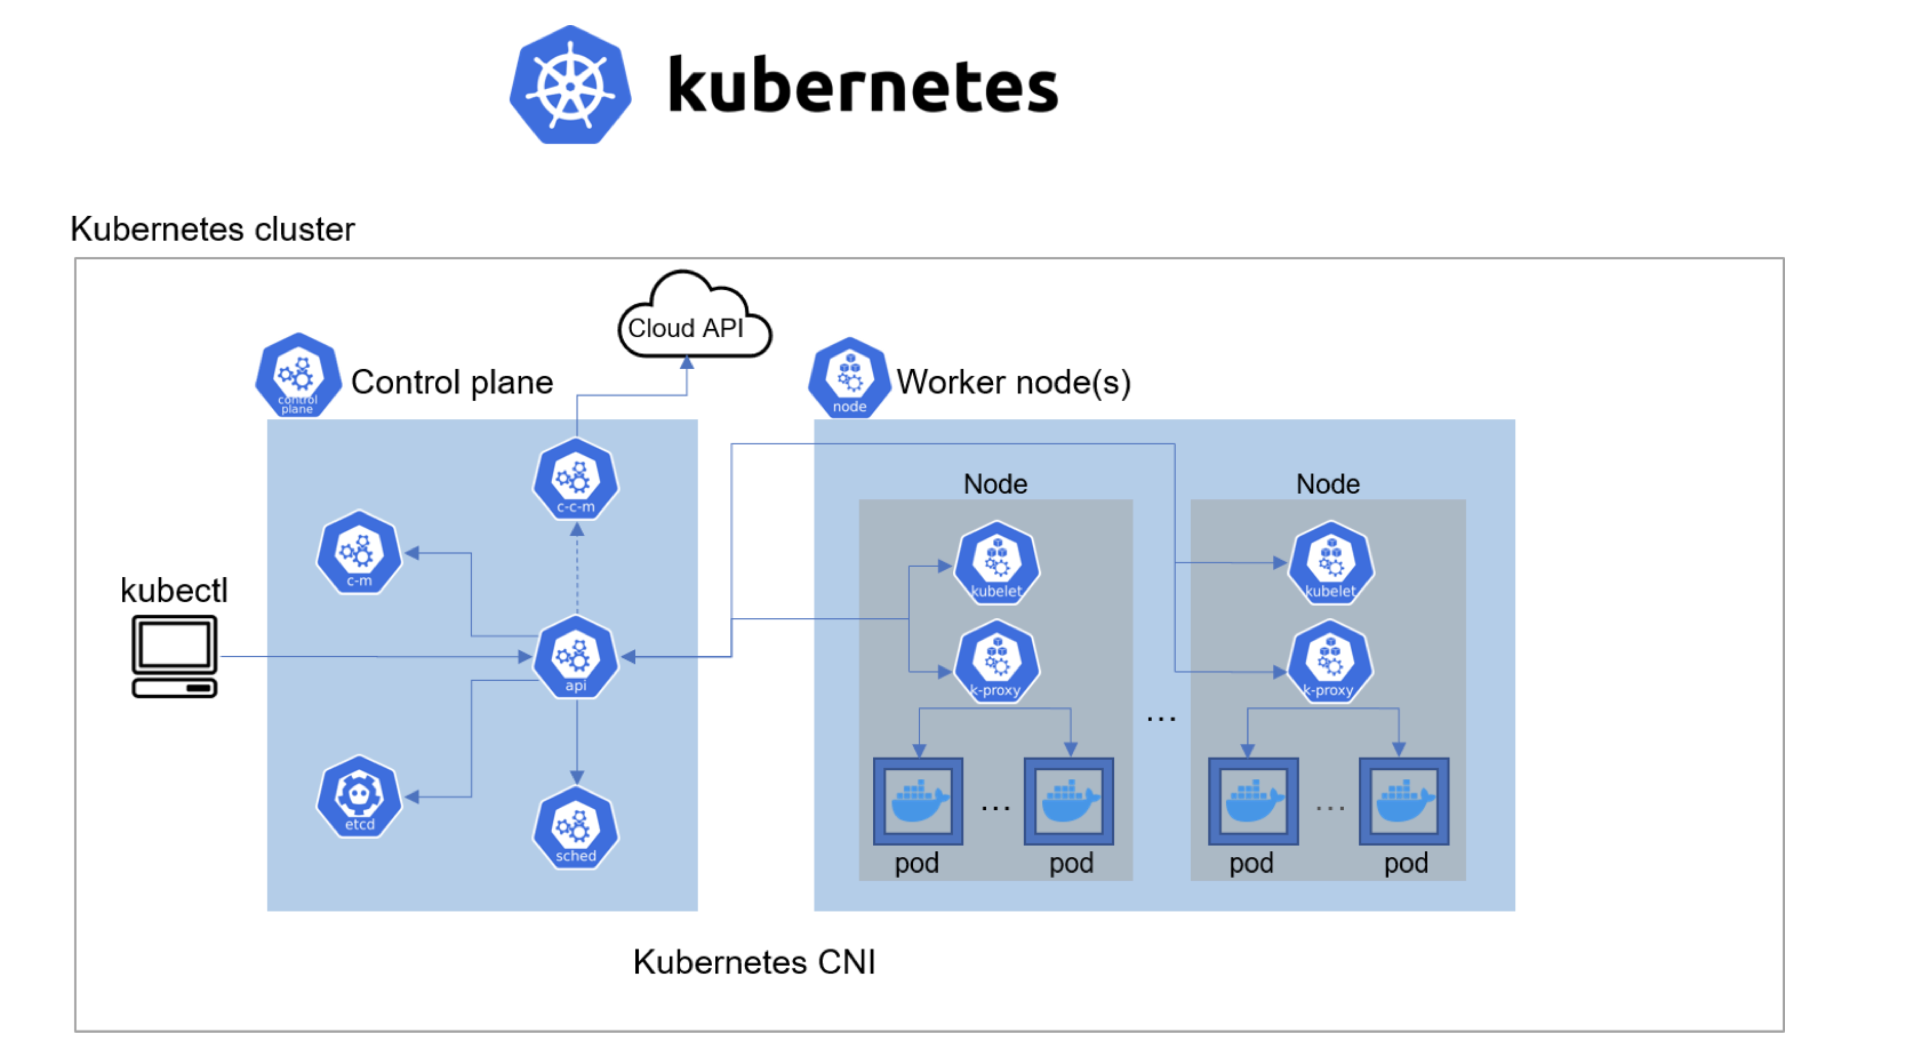 kubernetes
Kubernetes cluster
Cloud API
control
plane
Control plane
node
Worker node(s)
c-c-m
Node
Node
c-m
kubectl
kubelet
kubelet
api
k-proxy
k-proxy
...
etcd
sched
...
...
pod
pod
pod
pod
Kubernetes CNI